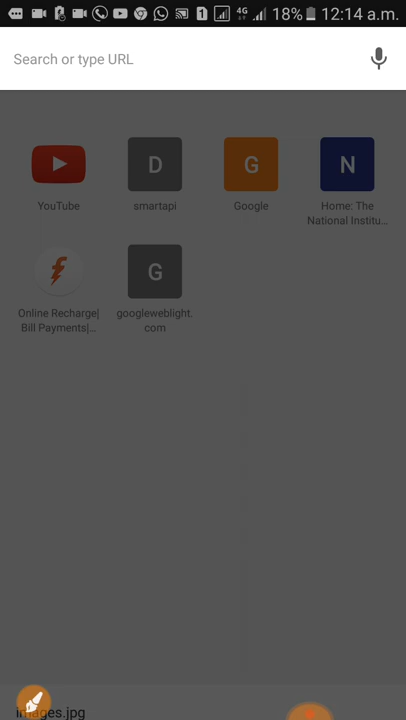 4G 18% 12:14 a.m.
Search or type URL
D G N
YouTube smartapi Google Home: The
National Institu...
G
Online Recharge| googleweblight.
Bill Payments|... com
images.jpg